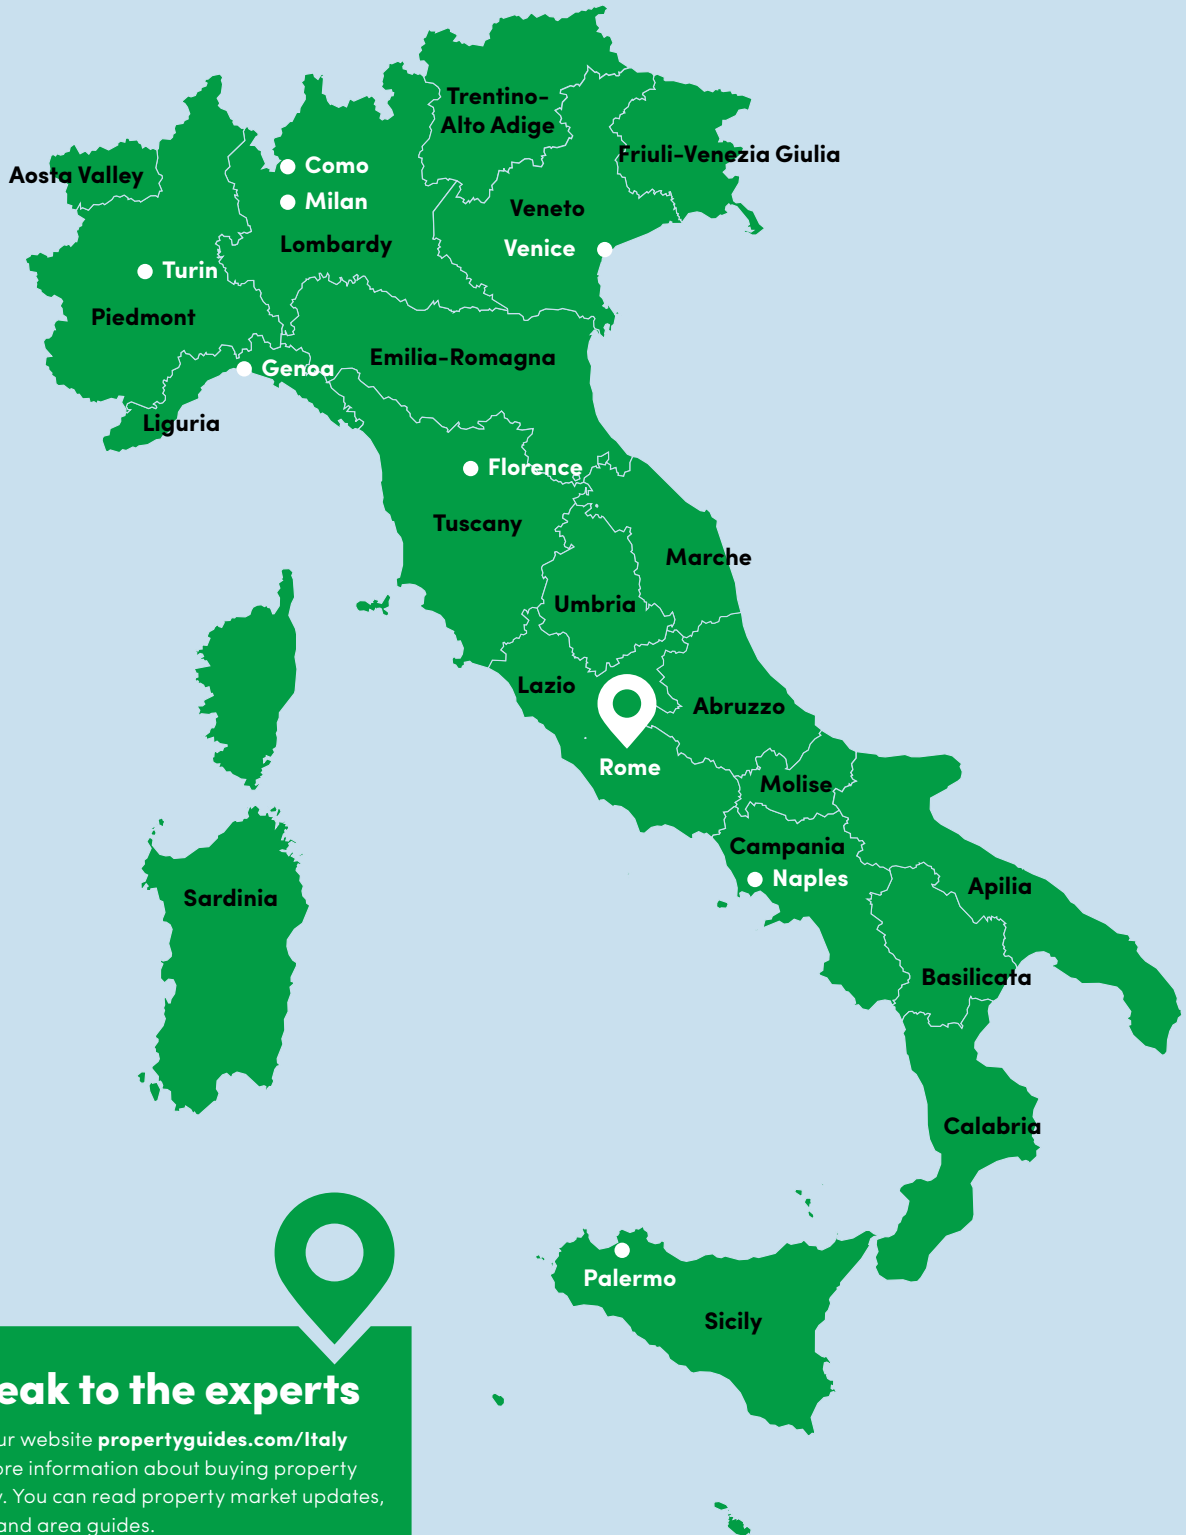 Trentino-
Alto Adige
Friuli-Venezia Giulia
Aosta Valley
Como
Milan
Veneto
Lombardy
Venice
Turin
Piedmont
Emilia-Romagna
Genoa
Liguria
Florence
Tuscany
Marche
Umbria
Lazio
Abruzzo
Rome
Molise
Campania
Naples
Apilia
Sardinia
Basilicata
Calabria
Palermo
Sicily
eak to the experts
ur website propertyguides.com/Italy
ore information about buying property
y. You can read property market updates,
and area guides.